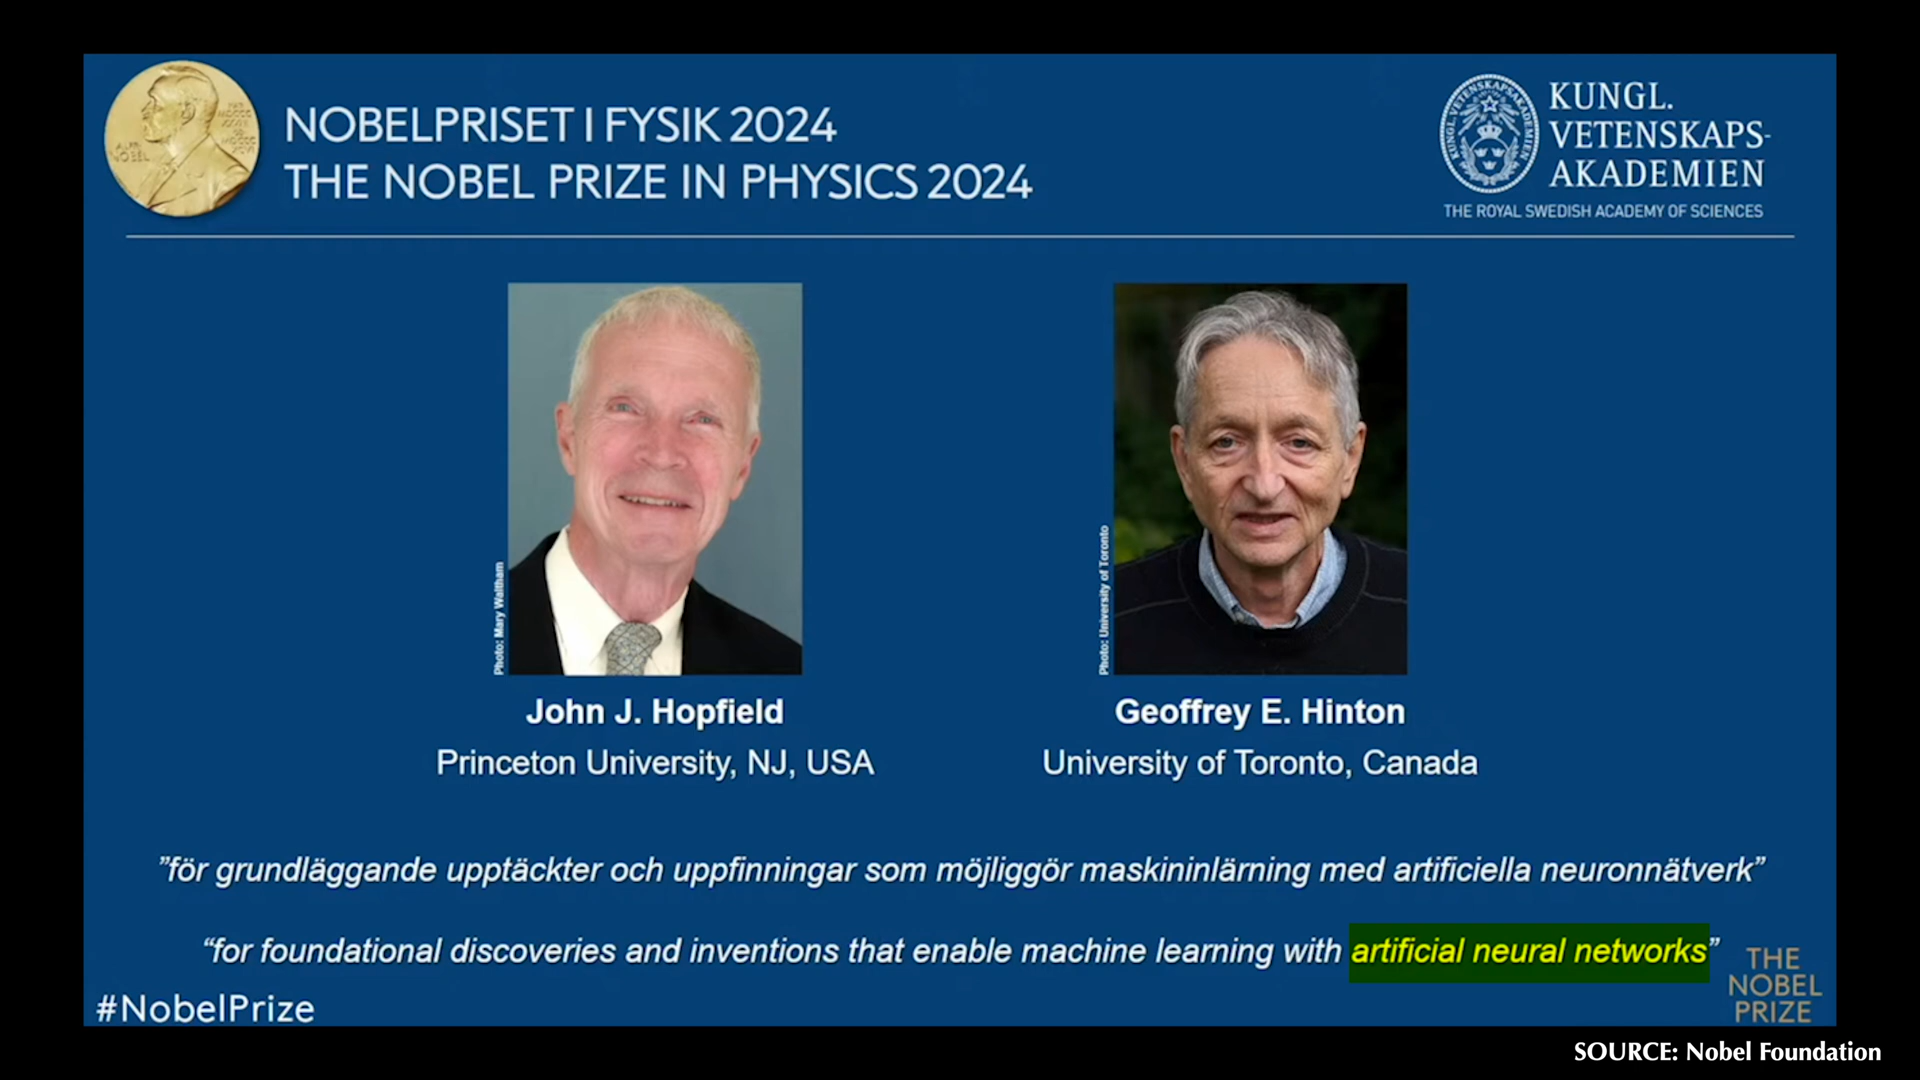 NOBELPRISET I FYSIK 2024
THE NOBEL PRIZE IN PHYSICS 2024
KUNGL.
VETENSKAPS-
AKADEMIEN
THE ROYAL SWEDISH ACADEMY OF SCIENCES
Photo: Mary Waltham
Photo: University of Toronto
John J. Hopfield
Princeton University, NJ, USA
Geoffrey E. Hinton
University of Toronto, Canada
”för grundläggande upptäckter och uppfinningar som möjliggör maskininlärning med artificiella neuronnätverk”
“for foundational discoveries and inventions that enable machine learning with artificial neural networks”
#NobelPrize
THE
NOBEL
PRIZE
SOURCE: Nobel Foundation